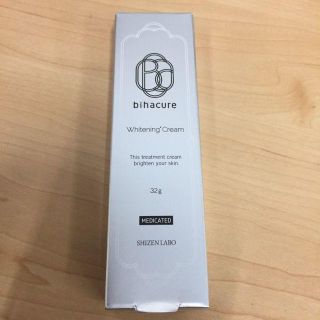 bihacure
Whitening* Cream
This treatment cream
brighten your skin.
32g
MEDICATED
SHIZEN LABO